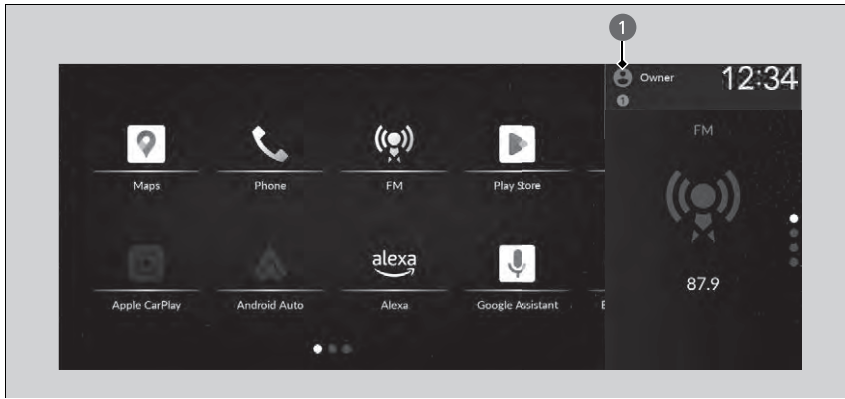 1
Owner 12:34
1
FM
Maps Phone FM Play Store
alexa
87.9
Apple CarPlay Android Auto Alexa Google Assistant